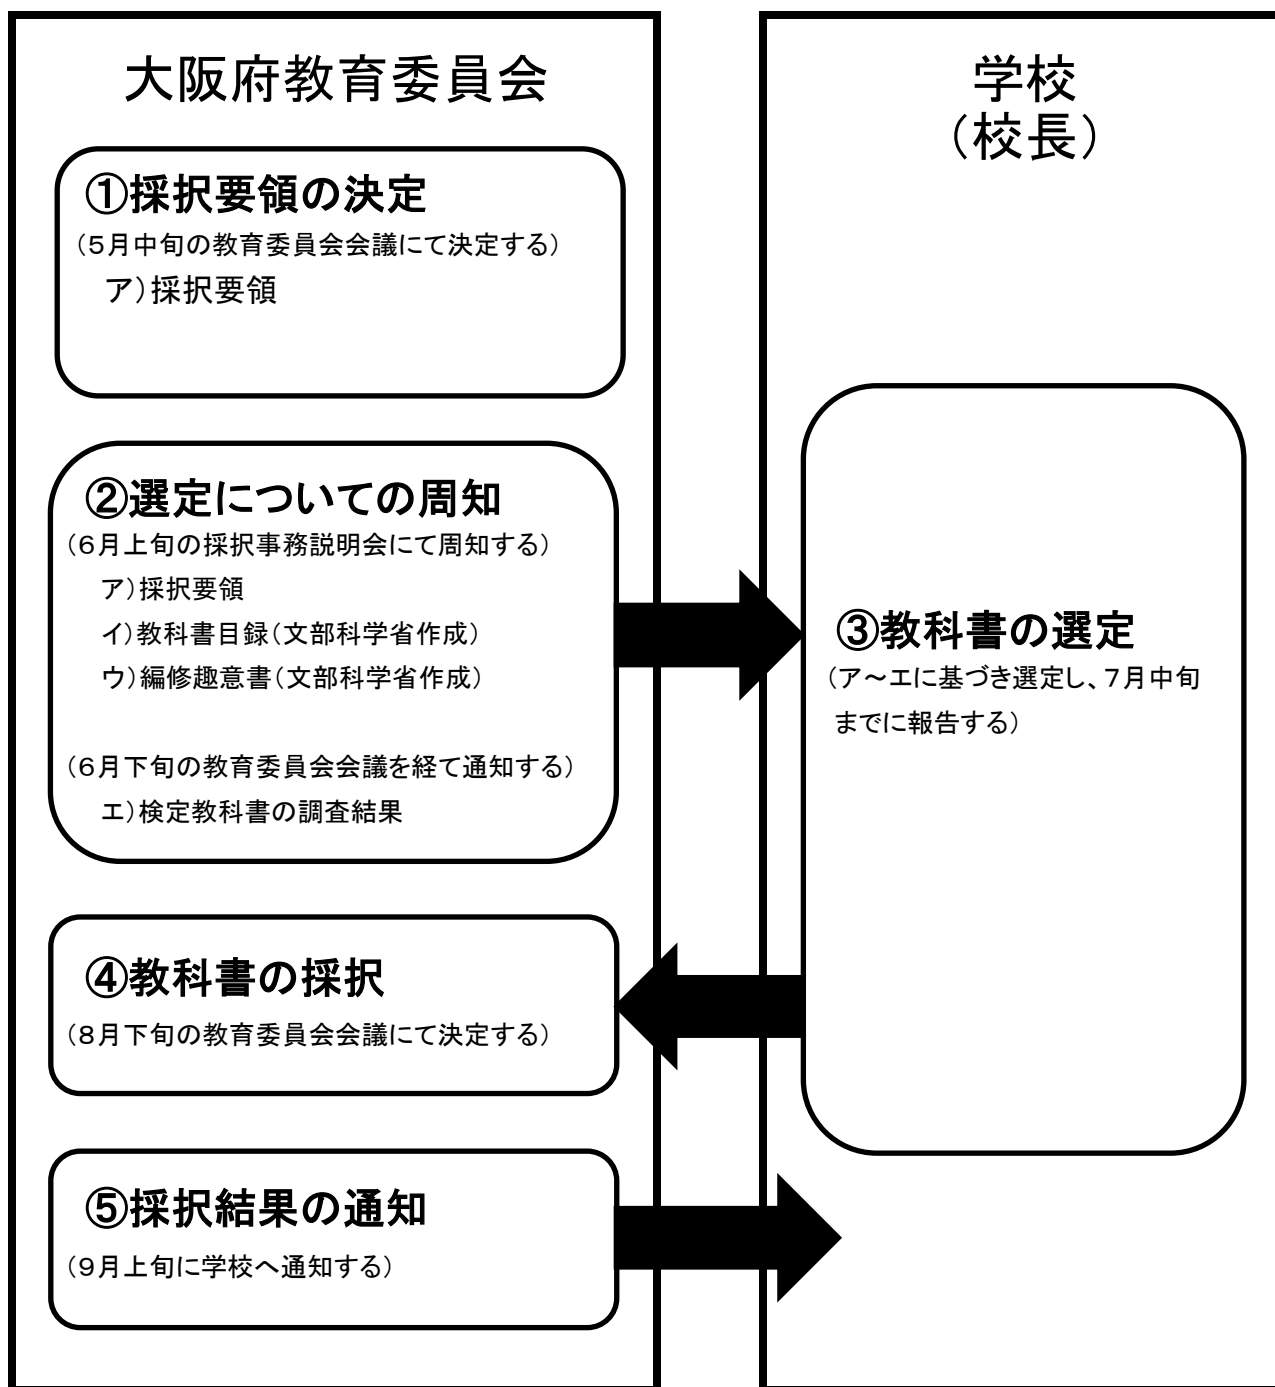 大阪府教育委員会
①採択要領の決定
（５月中旬の教育委員会会議にて決定する）
ア）採択要領
②選定についての周知
（６月上旬の採択事務説明会にて周知する）
ア）採択要領
イ）教科書目録（文部科学省作成）
ウ）編修趣意書（文部科学省作成）
（６月下旬の教育委員会会議を経て通知する）
エ）検定教科書の調査結果
④教科書の採択
（８月下旬の教育委員会会議にて決定する）
⑤採択結果の通知
（９月上旬に学校へ通知する）
学校
（校長）
③教科書の選定
（ア～エに基づき選定し、７月中旬
までに報告する）